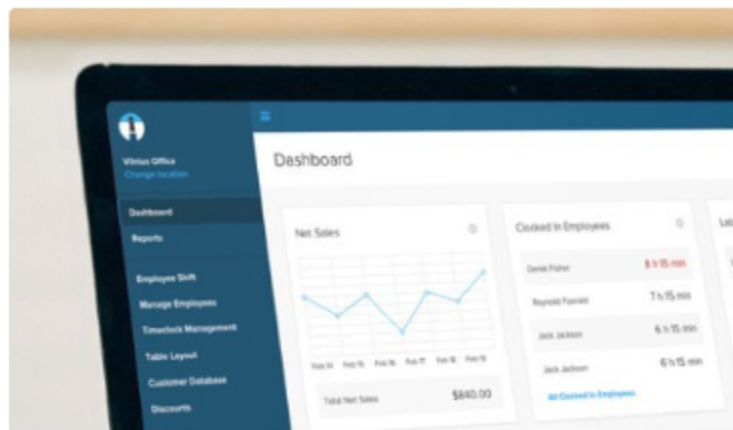 Vilnius Office
Change location
Dashboard
Reports
Employee Shift
Manage Employees
Timeclock Management
Table Layout
Customer Database
Discounts
Dashboard
Net Sales
Feb 14 Feb 15 Feb 16 Feb 17 Feb 18 Feb 19
Total Net Sales $840.00
Clocked In Employees
Derek Fisher 8 h 15 min
Reynold 7 h 15 min
Jack Jackson 6 h 15 min
Jack Jackson 6 h 15 min
All Clocked In Employees